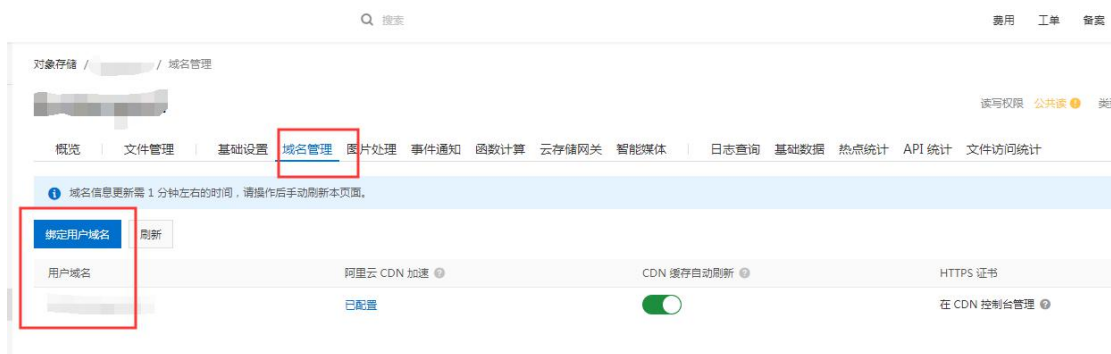 搜索 费用 工单 备案
对象存储 / / 域名管理
读写权限 公共读
概览 文件管理 基础设置 域名管理 图片处理 事件通知 函数计算 云存储网关 智能媒体 日志查询 基础数据 热点统计 API 统计 文件访问统计
域名信息更新需 1 分钟左右的时间，请操作后手动刷新本页面。
绑定用户域名 刷新
用户域名 阿里云 CDN 加速 CDN 缓存自动刷新 HTTPS 证书
已配置 在 CDN 控制台管理